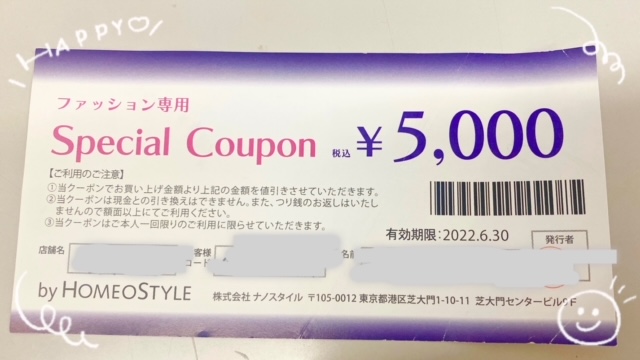 HAPPY
ファッション専用
Special Coupon 税込 ¥5,000
【ご利用のご注意】
①当クーポンでお買い上げ金額より上記の金額を値引きさせていただきます。
②当クーポンは現金との引き換えはできません。また、つり銭のお返しはいたし
ませんので額面以上にてご利用ください。
③当クーポンはご本人一回限りのご利用に限らせていただきます。
有効期限:2022.6.30
発行者
店舗名
客様
コード
名前
by HOMEOSTYLE
株式会社 ナノスタイル 〒105-0012 東京都港区芝大門1-10-11 芝大門センタービル9F